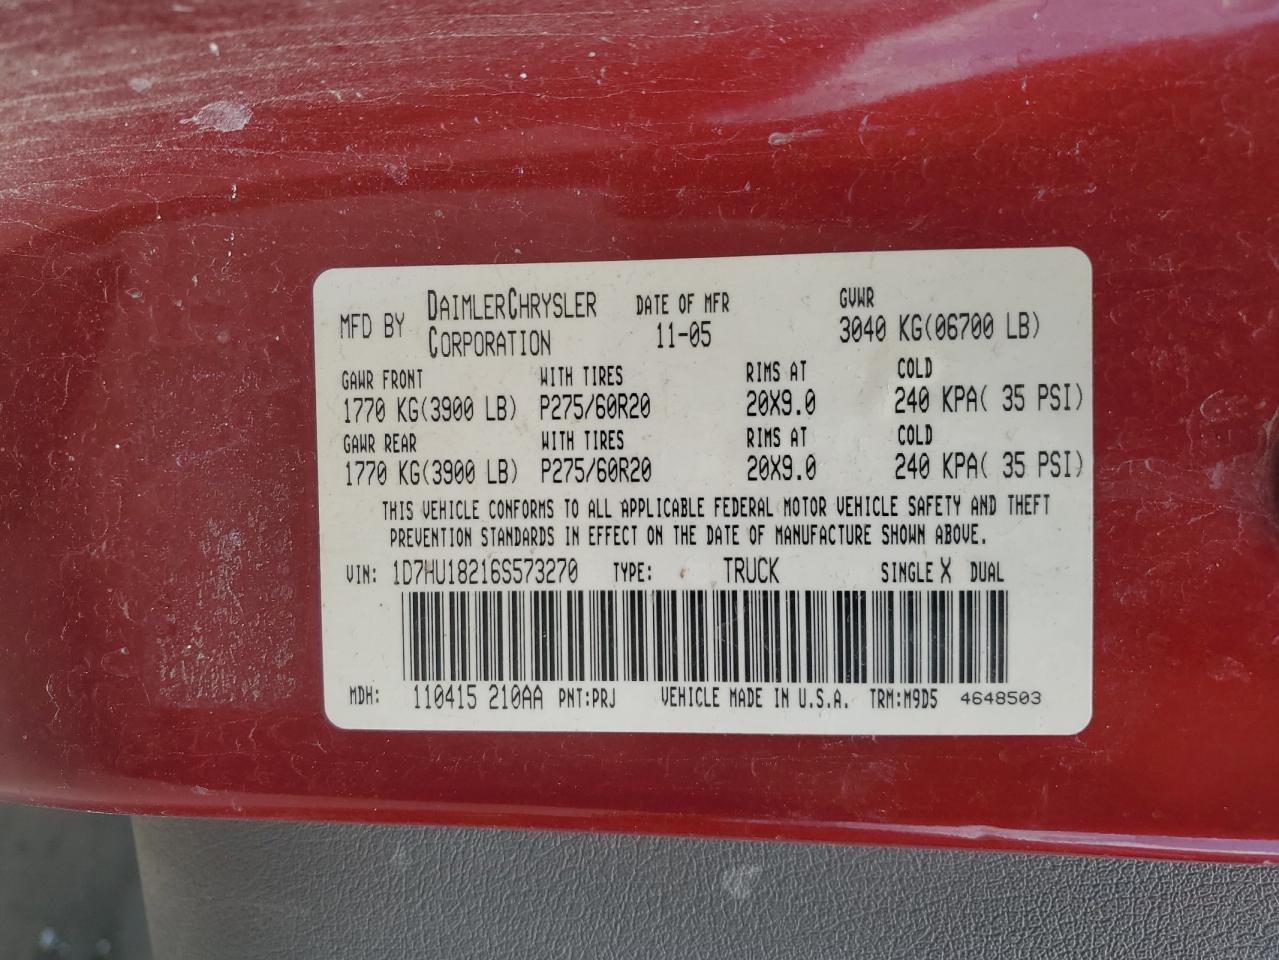 MFD BY DAIMLERCHRYSLER CORPORATION DATE OF MFR 11-05 GVWR 3040 KG(06700 LB)
GAWR FRONT WITH TIRES RIMS AT COLD
1770 KG(3900 LB) P275/60R20 20X9.0 240 KPA( 35 PSI)
GAWR REAR WITH TIRES RIMS AT COLD
1770 KG(3900 LB) P275/60R20 20X9.0 240 KPA( 35 PSI)
THIS VEHICLE CONFORMS TO ALL APPLICABLE FEDERAL MOTOR VEHICLE SAFETY AND THEFT
PREVENTION STANDARDS IN EFFECT ON THE DATE OF MANUFACTURE SHOWN ABOVE.
VIN: 1D7HU18216S573270 TYPE: TRUCK SINGLE X DUAL
MDH: 110415 210AA PNT:PRJ VEHICLE MADE IN U.S.A. TRM:M9D5 4648503